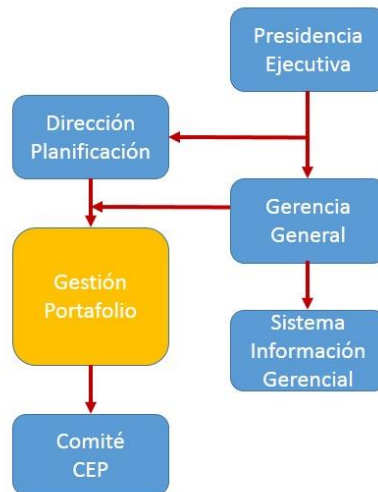 Presidencia
Ejecutiva
Dirección
Planificación
Gerencia
General
Gestión
Portafolio
Sistema
Información
Gerencial
Comité
CEP